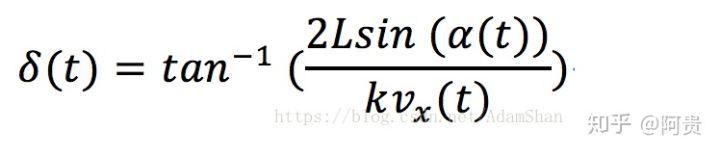 δ(t) = tan⁻¹ (2Lsin (α(t)) / kvₓ(t))
https://blog.csdn.net/AdamShan
知乎 @阿贵